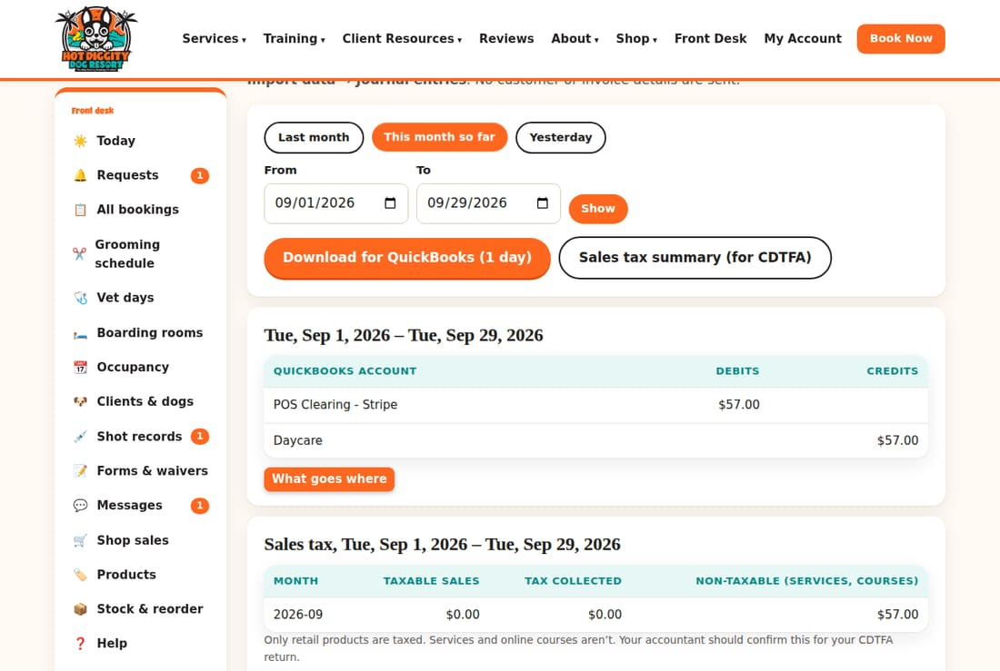 HOT DIGGITY
DOG RESORT
Services ▾ Training ▾ Client Resources ▾ Reviews About ▾ Shop ▾ Front Desk My Account Book Now
Import data → Journal entries. No customer or invoice details are sent.
Front desk
☀️ Today
🔔 Requests 1
📋 All bookings
✂️ Grooming
schedule
🩺 Vet days
🛏️ Boarding rooms
📆 Occupancy
🐶 Clients & dogs
💉 Shot records 1
📝 Forms & waivers
💬 Messages 1
🛒 Shop sales
🏷️ Products
📦 Stock & reorder
❓ Help
Last month This month so far Yesterday
From To
09/01/2026 09/29/2026 Show
Download for QuickBooks (1 day) Sales tax summary (for CDTFA)
Tue, Sep 1, 2026 – Tue, Sep 29, 2026
QUICKBOOKS ACCOUNT DEBITS CREDITS
POS Clearing - Stripe $57.00
Daycare $57.00
What goes where
Sales tax, Tue, Sep 1, 2026 – Tue, Sep 29, 2026
MONTH TAXABLE SALES TAX COLLECTED NON-TAXABLE (SERVICES, COURSES)
2026-09 $0.00 $0.00 $57.00
Only retail products are taxed. Services and online courses aren’t. Your accountant should confirm this for your CDTFA
return.